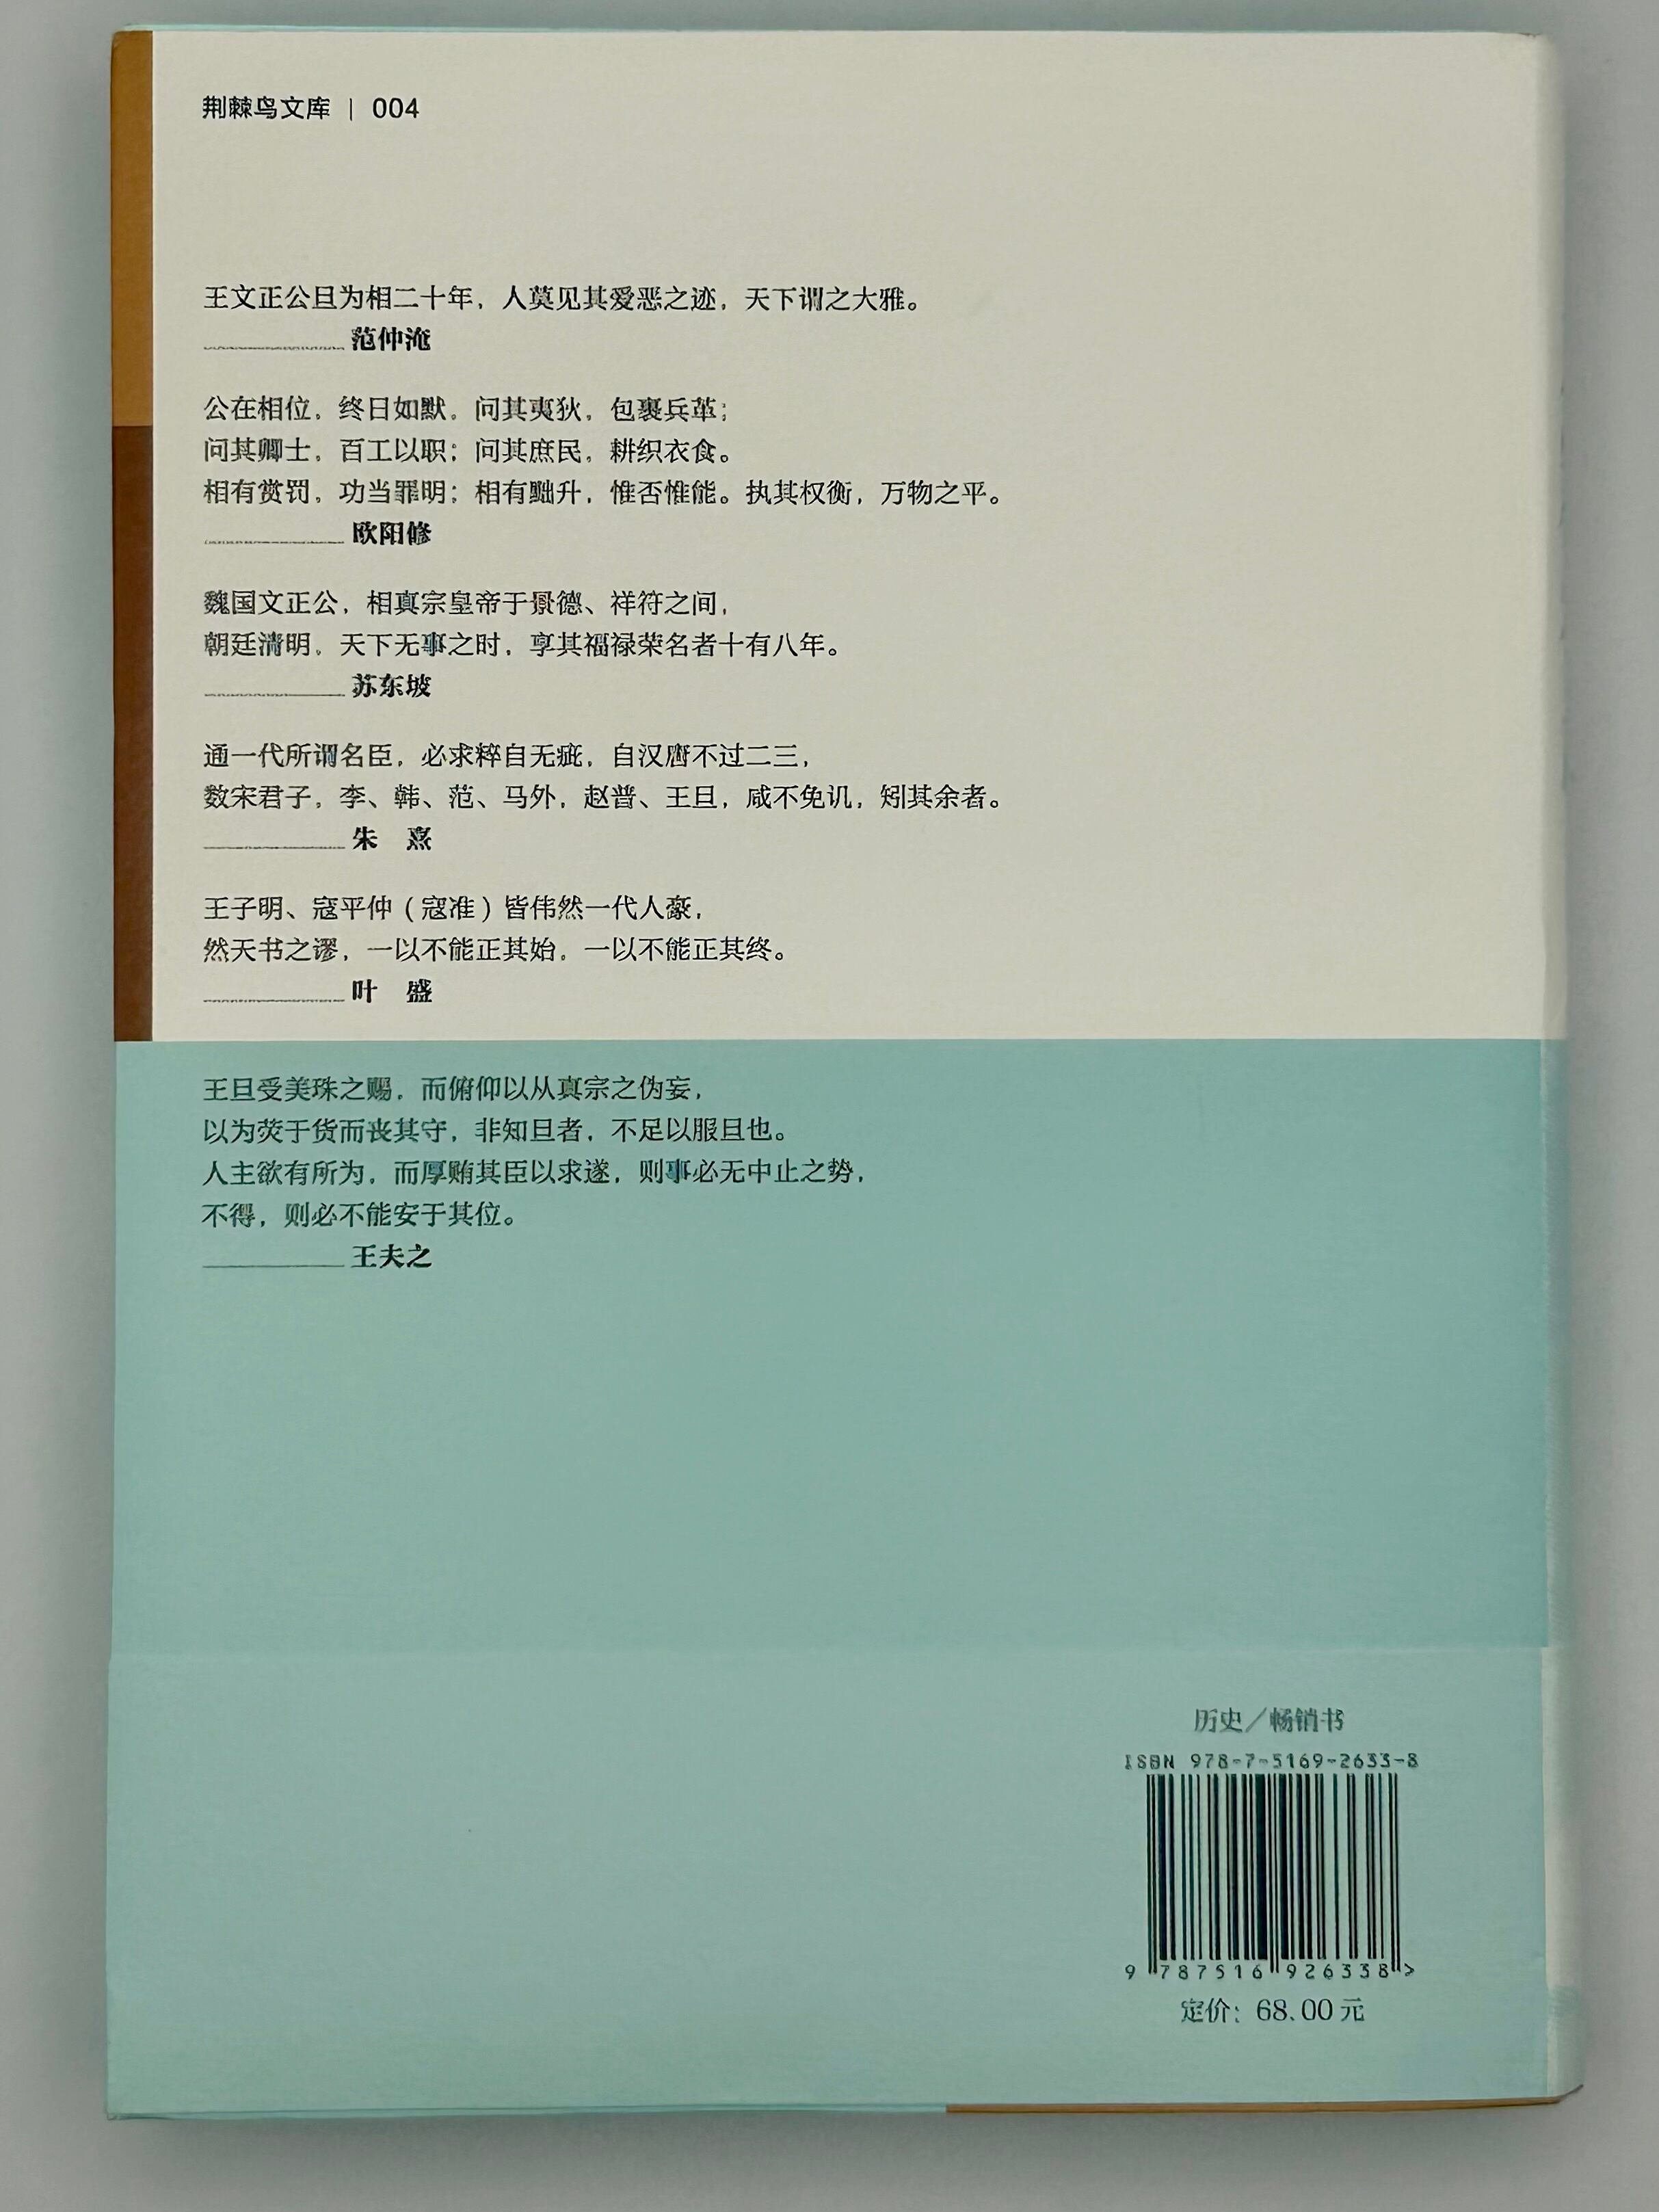 荆棘鸟文库 | 004
王文正公旦为相二十年，人莫见其爱恶之迹，天下谓之大雅。
范仲淹
公在相位，终日如默，问其夷狄，包裹兵革；
问其卿士，百工以职；问其庶民，耕织衣食。
相有赏罚，功当罪明；相有黜升，惟否惟能。执其权衡，万物之平。
欧阳修
魏国文正公，相真宗皇帝于景德、祥符之间，
朝廷清明，天下无事之时，享其福禄荣名者十有八年。
苏东坡
通一代所谓名臣，必求粹白无疵，自汉唐不过二三，
数宋君子，李、韩、范、马外，赵普、王旦，咸不免讥，矧其余者。
朱 熹
王子明、寇平仲（寇准）皆伟然一代人豪，
然天书之谬，一以不能正其始，一以不能正其终。
叶 盛
王旦受美珠之赐，而俯仰以从真宗之伪妄，
以为荧于货而丧其守，非知旦者，不足以服旦也。
人主欲有所为，而厚贿其臣以求遂，则事必无中止之势，
不得，则必不能安于其位。
王夫之
历史／畅销书
ISBN 978-7-5169-2633-8
9 787516 926338>
定价：68.00 元